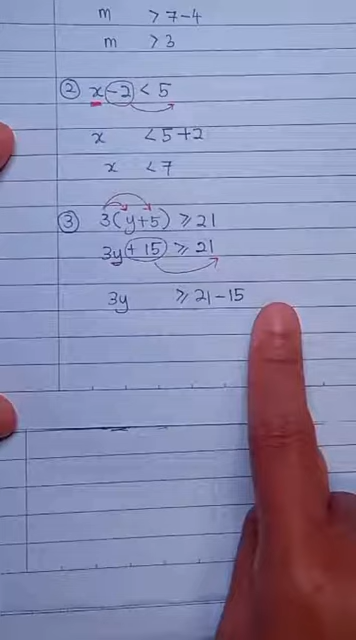 m > 7-4
m > 3
② x - 2 < 5
x < 5+2
x < 7
③ 3(y+5) ⩾ 21
3y + 15 ⩾ 21
3y ⩾ 21-15